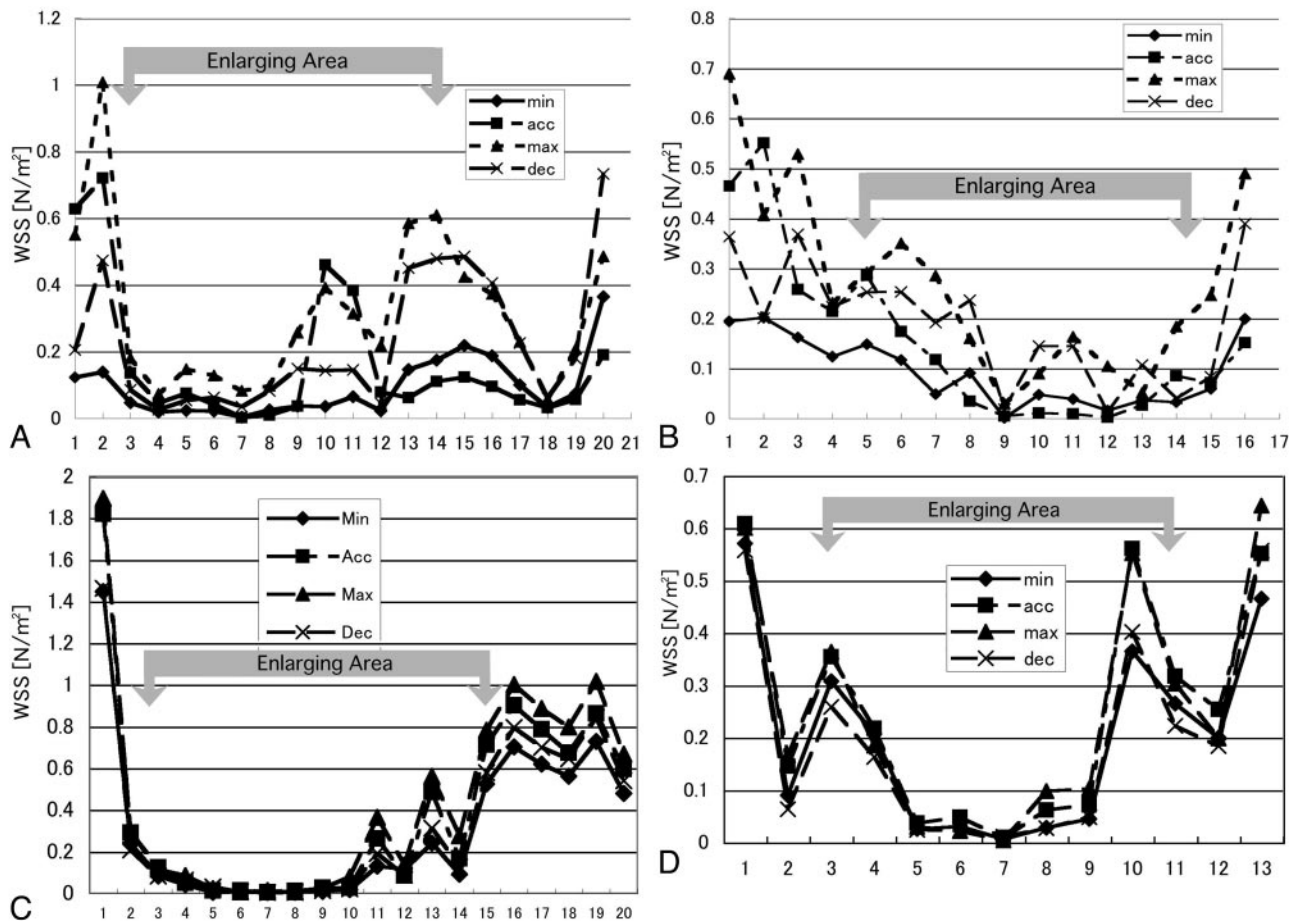 1.2
1
0.8
0.6
0.4
0.2
0
WSS [N/m²]
Enlarging Area
min
acc
max
dec
1 2 3 4 5 6 7 8 9 10 11 12 13 14 15 16 17 18 19 20 21
A
0.8
0.7
0.6
0.5
0.4
0.3
0.2
0.1
0
WSS [N/m²]
min
acc
max
dec
Enlarging Area
1 2 3 4 5 6 7 8 9 10 11 12 13 14 15 16 17
B
2
1.8
1.6
1.4
1.2
1
0.8
0.6
0.4
0.2
0
WSS [N/m²]
Min
Acc
Max
Dec
Enlarging Area
1 2 3 4 5 6 7 8 9 10 11 12 13 14 15 16 17 18 19 20
C
0.7
0.6
0.5
0.4
0.3
0.2
0.1
0
WSS [N/m²]
Enlarging Area
min
acc
max
dec
1 2 3 4 5 6 7 8 9 10 11 12 13
D